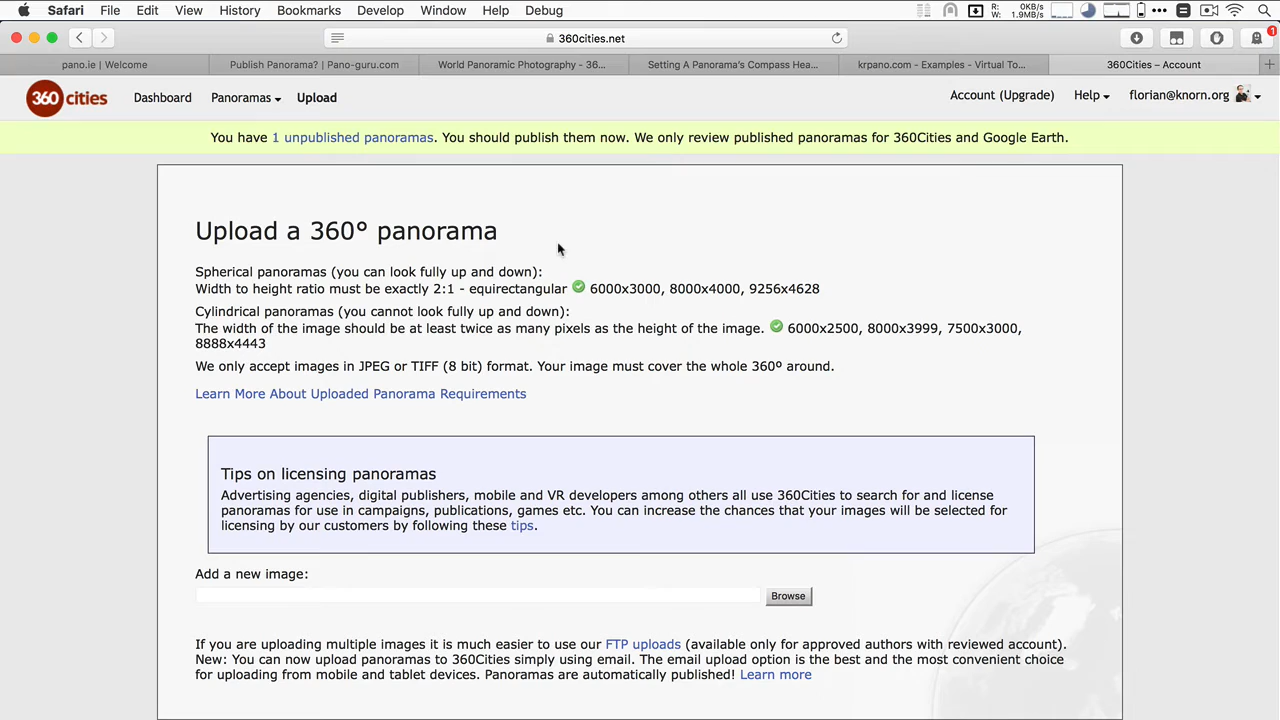 Safari File Edit View History Bookmarks Develop Window Help Debug
R: 0KB/s
W: 1.9MB/s
360cities.net
1
pano.ie | Welcome
Publish Panorama? | Pano-guru.com
World Panoramic Photography - 36...
Setting A Panorama's Compass Hea...
krpano.com - Examples - Virtual To...
360Cities – Account
360 cities Dashboard Panoramas Upload Account (Upgrade) Help florian@knorn.org
You have 1 unpublished panoramas. You should publish them now. We only review published panoramas for 360Cities and Google Earth.
Upload a 360° panorama
Spherical panoramas (you can look fully up and down):
Width to height ratio must be exactly 2:1 - equirectangular 6000x3000, 8000x4000, 9256x4628
Cylindrical panoramas (you cannot look fully up and down):
The width of the image should be at least twice as many pixels as the height of the image. 6000x2500, 8000x3999, 7500x3000,
8888x4443
We only accept images in JPEG or TIFF (8 bit) format. Your image must cover the whole 360º around.
Learn More About Uploaded Panorama Requirements
Tips on licensing panoramas
Advertising agencies, digital publishers, mobile and VR developers among others all use 360Cities to search for and license
panoramas for use in campaigns, publications, games etc. You can increase the chances that your images will be selected for
licensing by our customers by following these tips.
Add a new image:
Browse
If you are uploading multiple images it is much easier to use our FTP uploads (available only for approved authors with reviewed account).
New: You can now upload panoramas to 360Cities simply using email. The email upload option is the best and the most convenient choice
for uploading from mobile and tablet devices. Panoramas are automatically published! Learn more